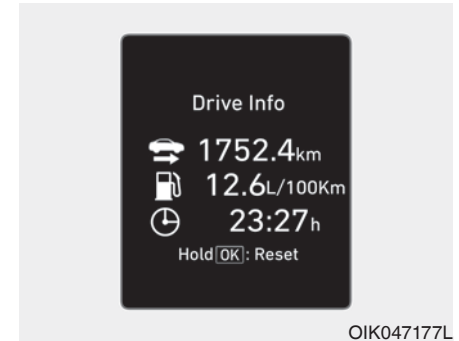 Drive Info
1752.4km
12.6L/100Km
23:27h
Hold OK : Reset
OIK047177L